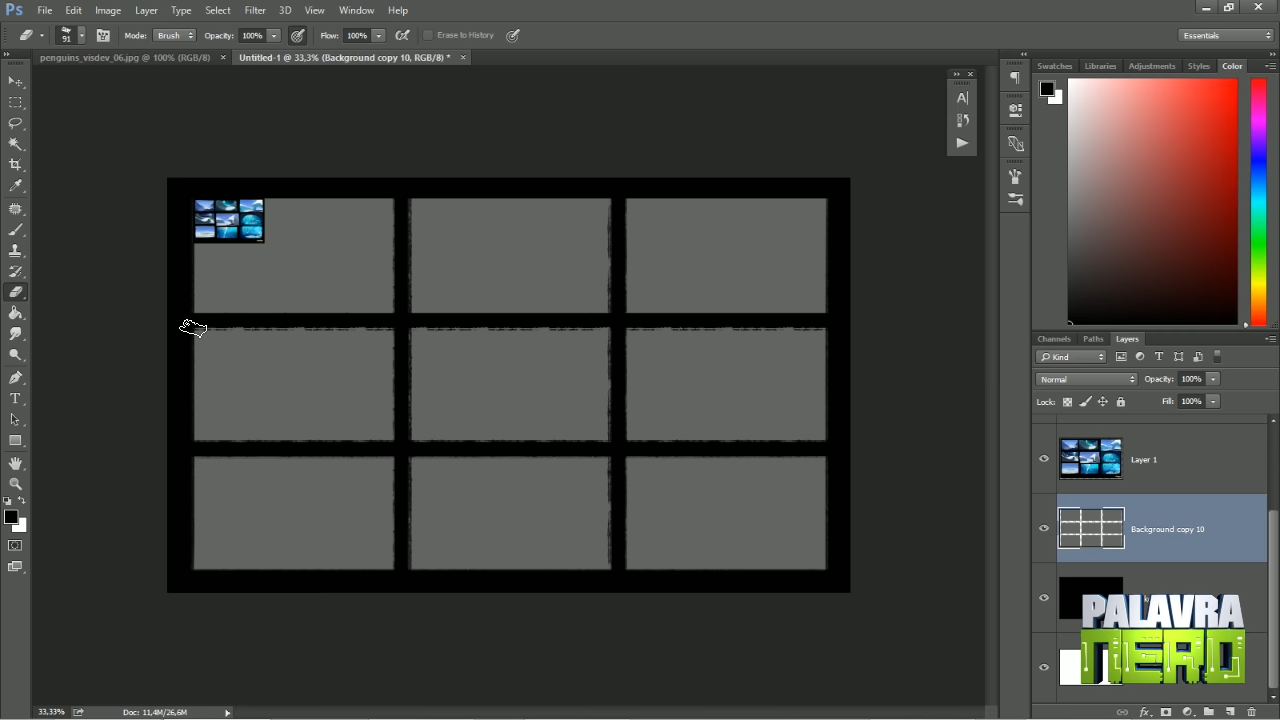 Ps File Edit Image Layer Type Select Filter 3D View Window Help
91 Mode: Brush Opacity: 100% Flow: 100% Erase to History Essentials
penguins_visdev_06.jpg @ 100% (RGB/8) × Untitled-1 @ 33,3% (Background copy 10, RGB/8) * ×
Swatches Libraries Adjustments Styles Color
Channels Paths Layers
Kind
Normal Opacity: 100%
Lock: Fill: 100%
Layer 1
Background copy 10
PALAVRA
NERD
33,33% Doc: 11,4M/26,6M